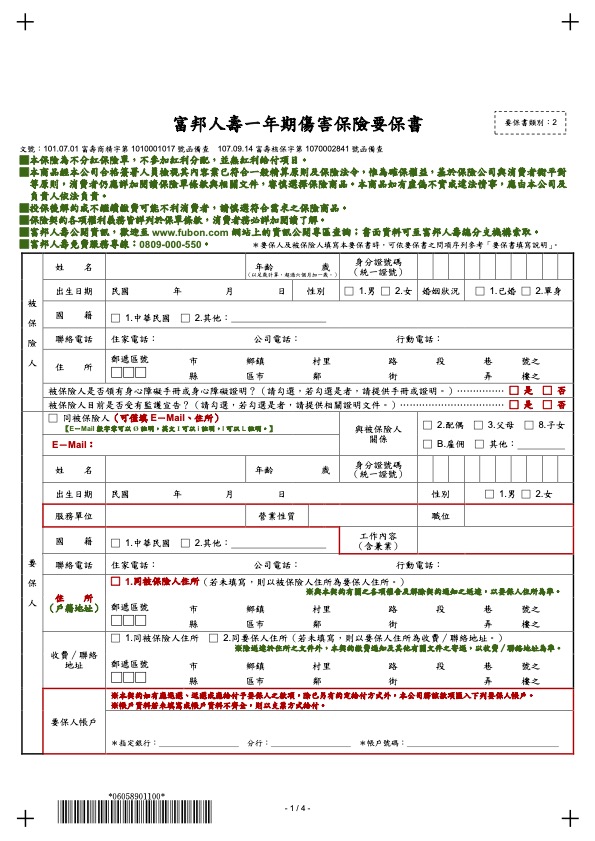 富邦人壽一年期傷害保險要保書
要保書類別：2
文號：101.07.01 富壽商精字第 1010001017 號函備查　107.09.14 富壽核保字第 1070002841 號函備查
■本保險為不分紅保險單，不參加紅利分配，並無紅利給付項目。
■本商品經本公司合格簽署人員檢視其內容業已符合一般精算原則及保險法令，惟為確保權益，基於保險公司與消費者衡平對
等原則，消費者仍應詳加閱讀保險單條款與相關文件，審慎選擇保險商品。本商品如有虛偽不實或違法情事，應由本公司及
負責人依法負責。
■投保後解約或不繼續繳費可能不利消費者，請慎選符合需求之保險商品。
■保險契約各項權利義務皆詳列於保單條款，消費者務必詳加閱讀了解。
■富邦人壽公開資訊，歡迎至 www.fubon.com 網站上的資訊公開專區查詢；書面資料可至富邦人壽總分支機構索取。
■富邦人壽免費服務專線：0809-000-550。
＊要保人及被保險人填寫本要保書時，可依要保書之問項序列參考「要保書填寫說明」。
被保險人
姓　名　年齡　歲　身分證號碼
(以足歲計算，超過六個月加一歲。)　(統一證號)
出生日期　民國　年　月　日　性別　□ 1.男 □ 2.女　婚姻狀況　□ 1.已婚 □ 2.單身
國　籍　□ 1.中華民國　□ 2.其他：
聯絡電話　住家電話：　公司電話：　行動電話：
住　所　郵遞區號　市　鄉鎮　村里　路　段　巷　號之
□□□　縣　區市　鄰　街　弄　樓之
被保險人是否領有身心障礙手冊或身心障礙證明？（請勾選，若勾選是者，請提供手冊或證明。）………… □ 是 □ 否
被保險人目前是否受有監護宣告？（請勾選，若勾選是者，請提供相關證明文件。）………………… □ 是 □ 否
要保人
□ 同被保險人（可僅填 E－Mail、住所）
【E－Mail 數字零可以 Ø 註明，英文 I 可以 i 註明，l 可以 L 註明。】
E－Mail：
與被保險人
關係
□ 2.配偶　□ 3.父母　□ 8.子女
□ B.雇傭　□ 其他：
姓　名　年齡　歲　身分證號碼
(統一證號)
出生日期　民國　年　月　日　性別　□ 1.男 □ 2.女
服務單位　營業性質　職位
國　籍　□ 1.中華民國　□ 2.其他：　工作內容
(含兼業)
聯絡電話　住家電話：　公司電話：　行動電話：
住　所
(戶籍地址)
□ 1.同被保險人住所（若未填寫，則以被保險人住所為要保人住所。）
※與本契約有關之各項報告及解除契約通知之送達，以要保人住所為準。
郵遞區號　市　鄉鎮　村里　路　段　巷　號之
□□□　縣　區市　鄰　街　弄　樓之
收費／聯絡
地址
□ 1.同被保險人住所　□ 2.同要保人住所（若未填寫，則以要保人住所為收費／聯絡地址。）
※除送達於住所之文件外，本契約繳費通知及其他有關文件之寄送，以收費／聯絡地址為準。
郵遞區號　市　鄉鎮　村里　路　段　巷　號之
□□□　縣　區市　鄰　街　弄　樓之
要保人帳戶
※本契約如有應退還、返還或應給付予要保人之款項，除已另有約定給付方式外，本公司將該款項匯入下列要保人帳戶。
※帳戶資料若未填寫或帳戶資料不齊全，則以支票方式給付。
＊指定銀行：　分行：　＊帳戶號碼：
*06058901100*
- 1 / 4 -